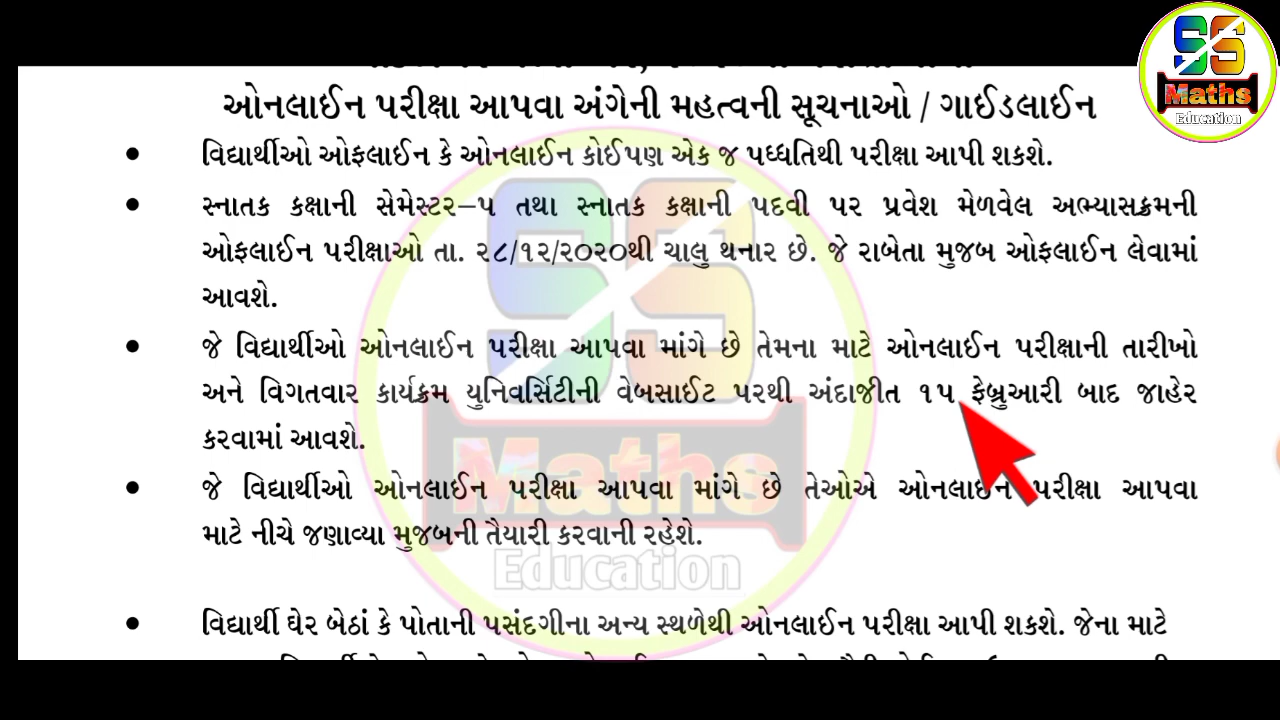 SS
Maths
Education
ઓનલાઈન પરીક્ષા આપવા અંગેની મહત્વની સૂચનાઓ / ગાઈડલાઈન
• વિદ્યાર્થીઓ ઓફલાઈન કે ઓનલાઈન કોઈપણ એક જ પધ્ધતિથી પરીક્ષા આપી શકશે.
• સ્નાતક કક્ષાની સેમેસ્ટર–૫ તથા સ્નાતક કક્ષાની પદવી પર પ્રવેશ મેળવેલ અભ્યાસક્રમની
ઓફલાઈન પરીક્ષાઓ તા. ૨૮/૧૨/૨૦૨૦થી ચાલુ થનાર છે. જે રાબેતા મુજબ ઓફલાઈન લેવામાં
આવશે.
• જે વિદ્યાર્થીઓ ઓનલાઈન પરીક્ષા આપવા માંગે છે તેમના માટે ઓનલાઈન પરીક્ષાની તારીખો
અને વિગતવાર કાર્યક્રમ યુનિવર્સિટીની વેબસાઈટ પરથી અંદાજીત ૧૫ ફેબ્રુઆરી બાદ જાહેર
કરવામાં આવશે.
• જે વિદ્યાર્થીઓ ઓનલાઈન પરીક્ષા આપવા માંગે છે તેઓએ ઓનલાઈન પરીક્ષા આપવા
માટે નીચે જણાવ્યા મુજબની તૈયારી કરવાની રહેશે.
SS
Maths
Education
• વિદ્યાર્થી ઘેર બેઠાં કે પોતાની પસંદગીના અન્ય સ્થળેથી ઓનલાઈન પરીક્ષા આપી શકશે. જેના માટે